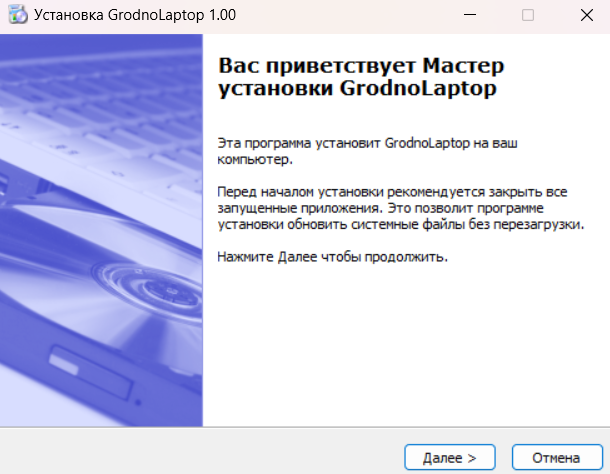 Установка GrodnoLaptop 1.00
Вас приветствует Мастер
установки GrodnoLaptop
Эта программа установит GrodnoLaptop на ваш
компьютер.
Перед началом установки рекомендуется закрыть все
запущенные приложения. Это позволит программе
установки обновить системные файлы без перезагрузки.
Нажмите Далее чтобы продолжить.
Далее >
Отмена